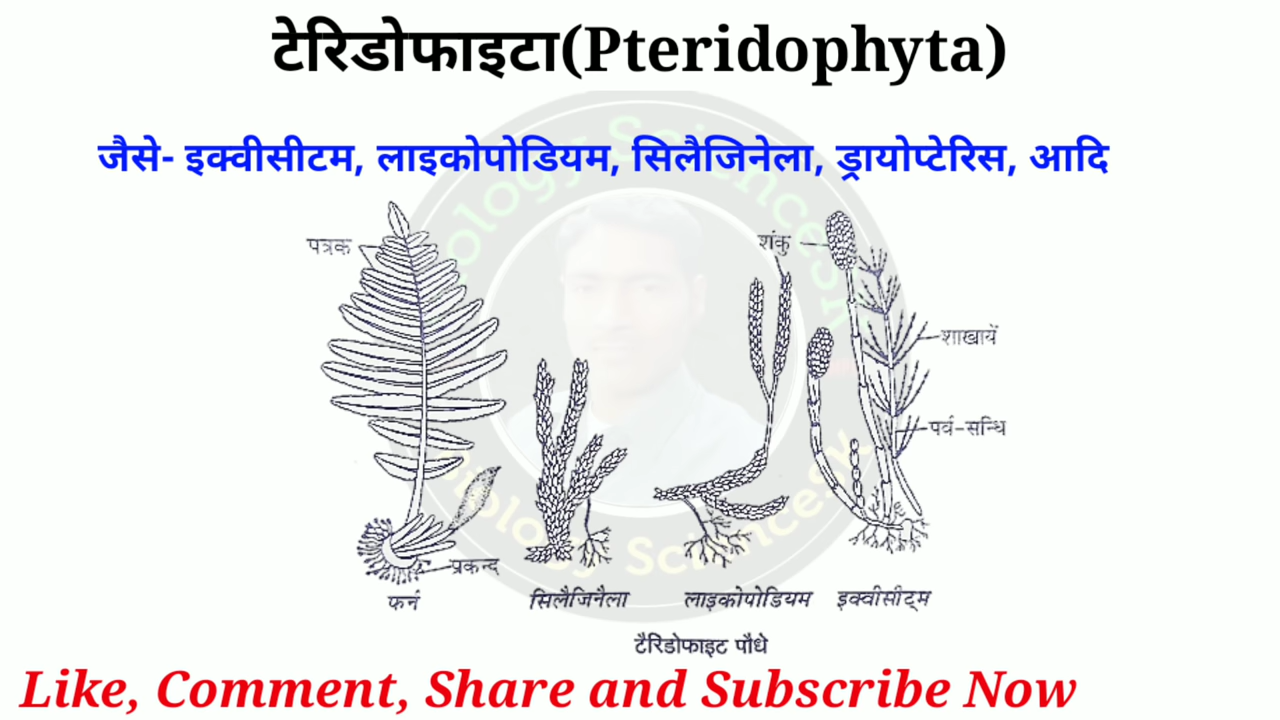 टेरिडोफाइटा(Pteridophyta)
जैसे- इक्वीसीटम, लाइकोपोडियम, सिलैजिनेला, ड्रायोप्टेरिस, आदि
पत्रक
शंकु
शाखायें
पर्व-सन्धि
प्रकन्द
फर्न सिलैजिनैला लाइकोपोडियम इक्वीसीट्म
टैरिडोफाइट पौधे
Like, Comment, Share and Subscribe Now